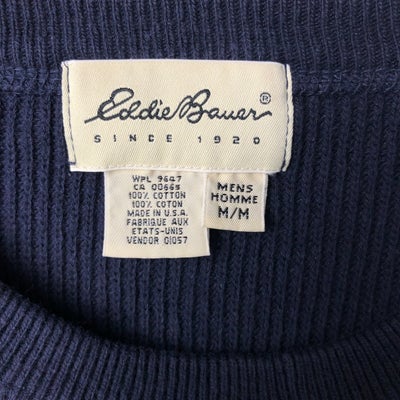 Eddie Bauer®
SINCE 1920
WPL 9647
CA 00665
100% COTTON
100% COTON
MADE IN U.S.A.
FABRIQUE AUX
ETATS-UNIS
VENDOR 01057
MENS
HOMME
M/M